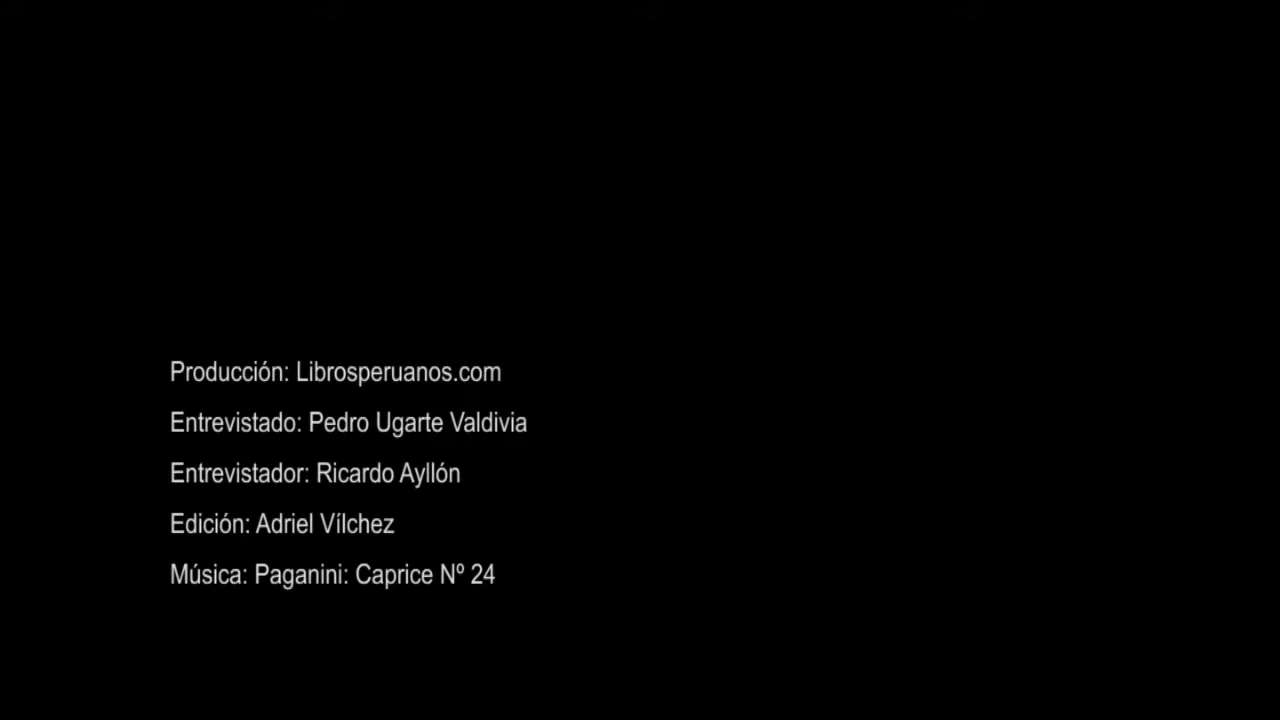 Producción: Librosperuanos.com
Entrevistado: Pedro Ugarte Valdivia
Entrevistador: Ricardo Ayllón
Edición: Adriel Vílchez
Música: Paganini: Caprice Nº 24